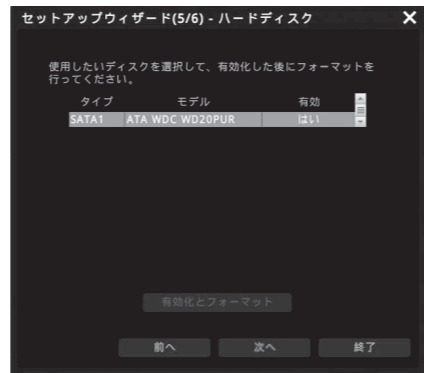 セットアップウィザード(5/6) - ハードディスク
使用したいディスクを選択して、有効化した後にフォーマットを
行ってください。
タイプ モデル 有効
SATA1 ATA WDC WD20PUR はい
有効化とフォーマット
前へ 次へ 終了